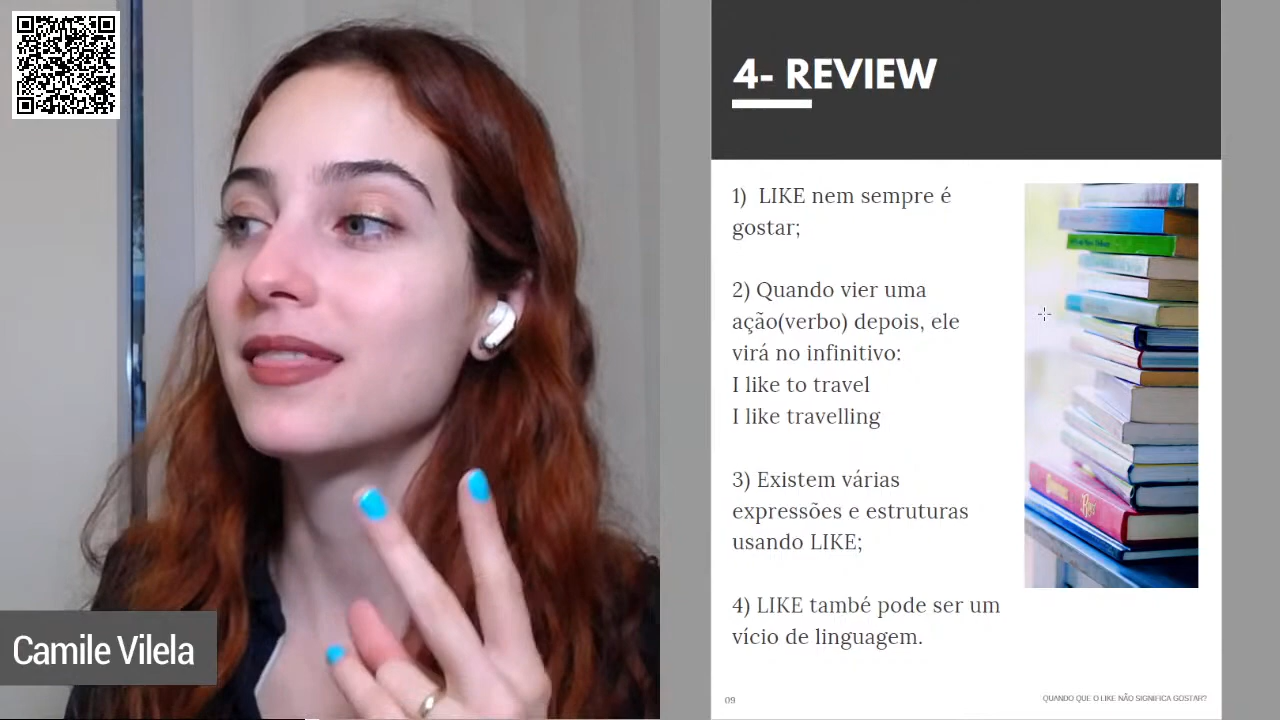 4- REVIEW
1) LIKE nem sempre é
gostar;
2) Quando vier uma
ação(verbo) depois, ele
virá no infinitivo:
I like to travel
I like travelling
3) Existem várias
expressões e estruturas
usando LIKE;
4) LIKE també pode ser um
vício de linguagem.
Camile Vilela
09
QUANDO QUE O LIKE NÃO SIGNIFICA GOSTAR?